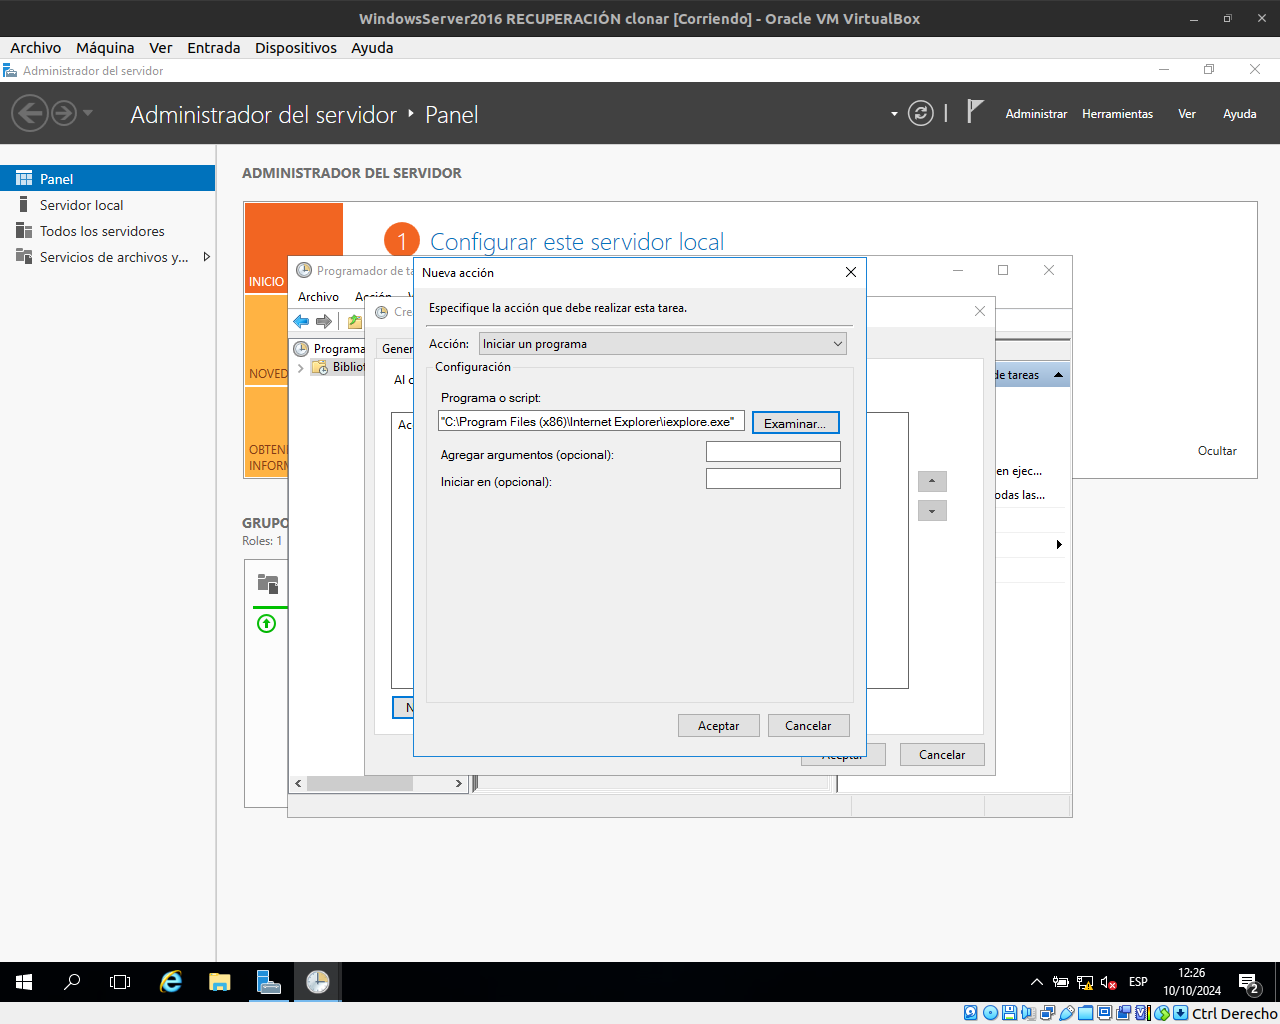 WindowsServer2016 RECUPERACIÓN clonar [Corriendo] - Oracle VM VirtualBox
Archivo Máquina Ver Entrada Dispositivos Ayuda
Administrador del servidor
Administrador del servidor ‣ Panel
Administrar Herramientas Ver Ayuda
Panel
Servidor local
Todos los servidores
Servicios de archivos y...
ADMINISTRADOR DEL SERVIDOR
INICIO
1 Configurar este servidor local
NOVED
OBTENE
INFORM
Ocultar
GRUPO
Roles: 1
Programador de ta
Archivo Acción
Programa
Bibliot
Cre
Gener
Al c
Acc
N
de tareas
en ejec...
odas las...
Aceptar Cancelar
Nueva acción
Especifique la acción que debe realizar esta tarea.
Acción: Iniciar un programa
Configuración
Programa o script:
"C:\Program Files (x86)\Internet Explorer\iexplore.exe" Examinar...
Agregar argumentos (opcional):
Iniciar en (opcional):
Aceptar Cancelar
ESP
12:26
10/10/2024
2
Ctrl Derecho